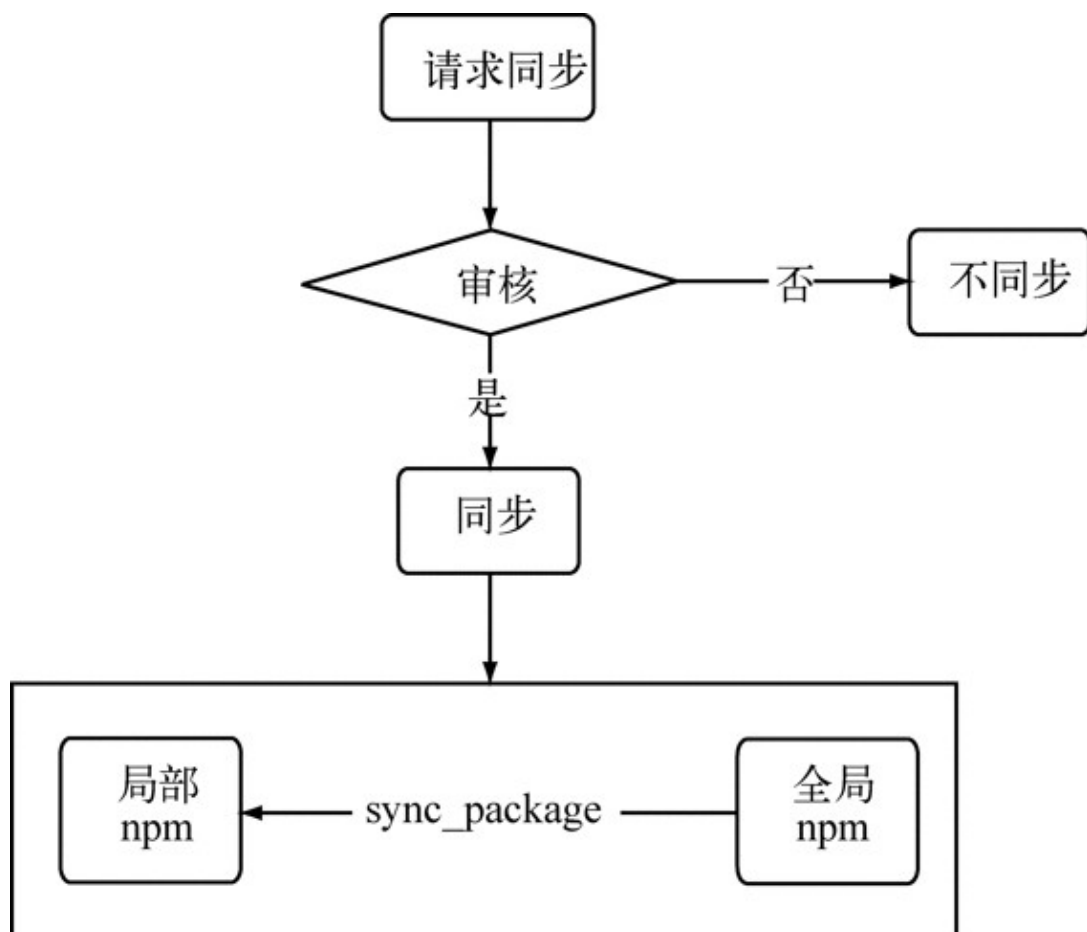 请求同步
审核
否
不同步
是
同步
局部
npm
sync_package
全局
npm